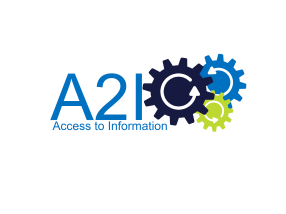 A2I
Access to Information